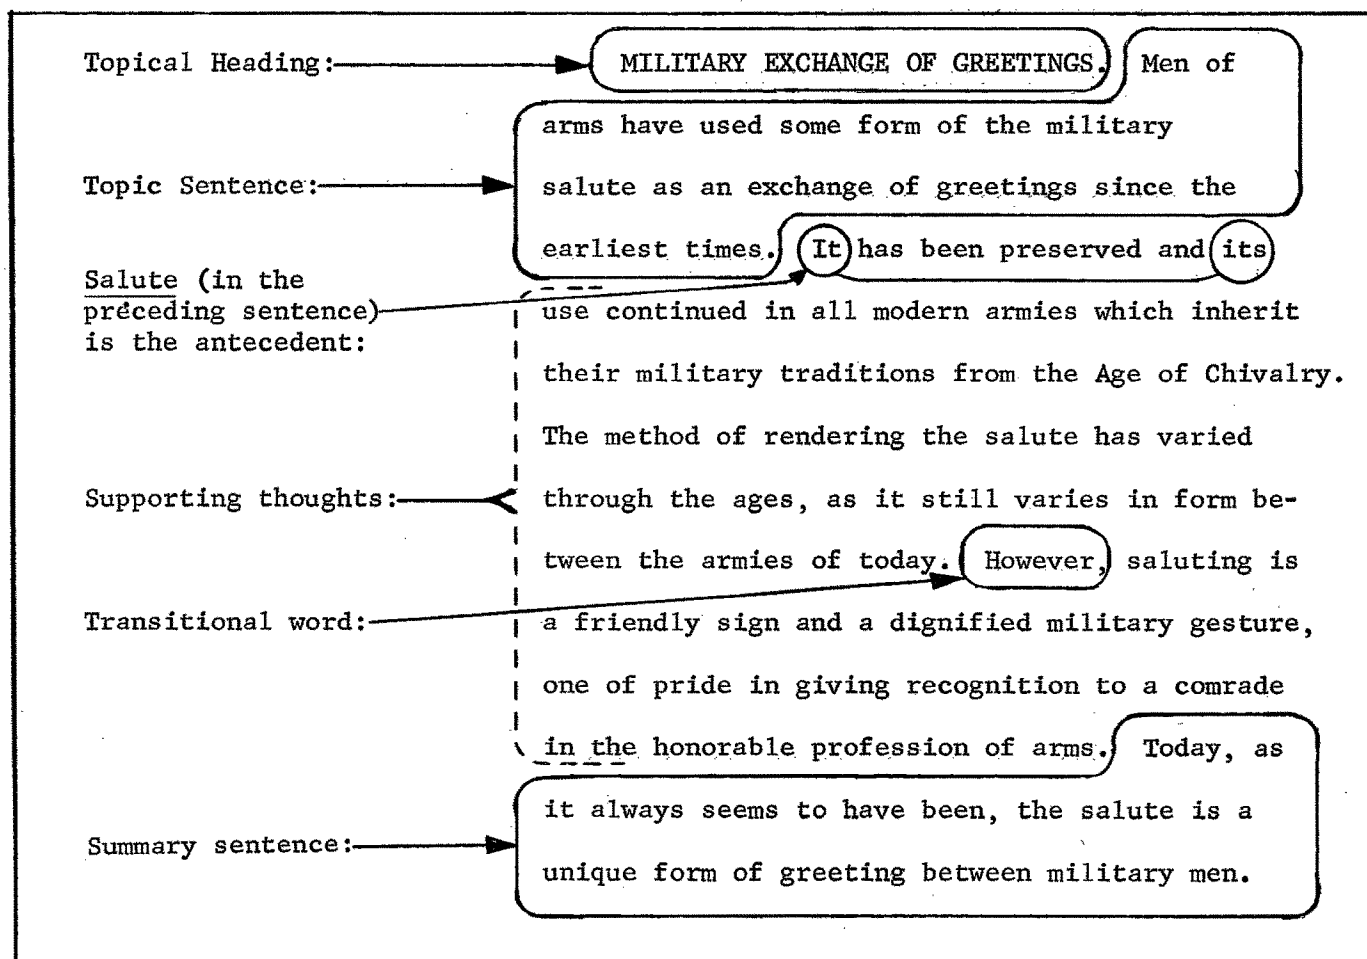 Topical Heading: MILITARY EXCHANGE OF GREETINGS. Men of
arms have used some form of the military
Topic Sentence: salute as an exchange of greetings since the
earliest times. It has been preserved and its
Salute (in the
preceding sentence) use continued in all modern armies which inherit
is the antecedent:
their military traditions from the Age of Chivalry.
The method of rendering the salute has varied
Supporting thoughts: through the ages, as it still varies in form be-
tween the armies of today. However, saluting is
Transitional word: a friendly sign and a dignified military gesture,
one of pride in giving recognition to a comrade
in the honorable profession of arms. Today, as
it always seems to have been, the salute is a
Summary sentence:
unique form of greeting between military men.